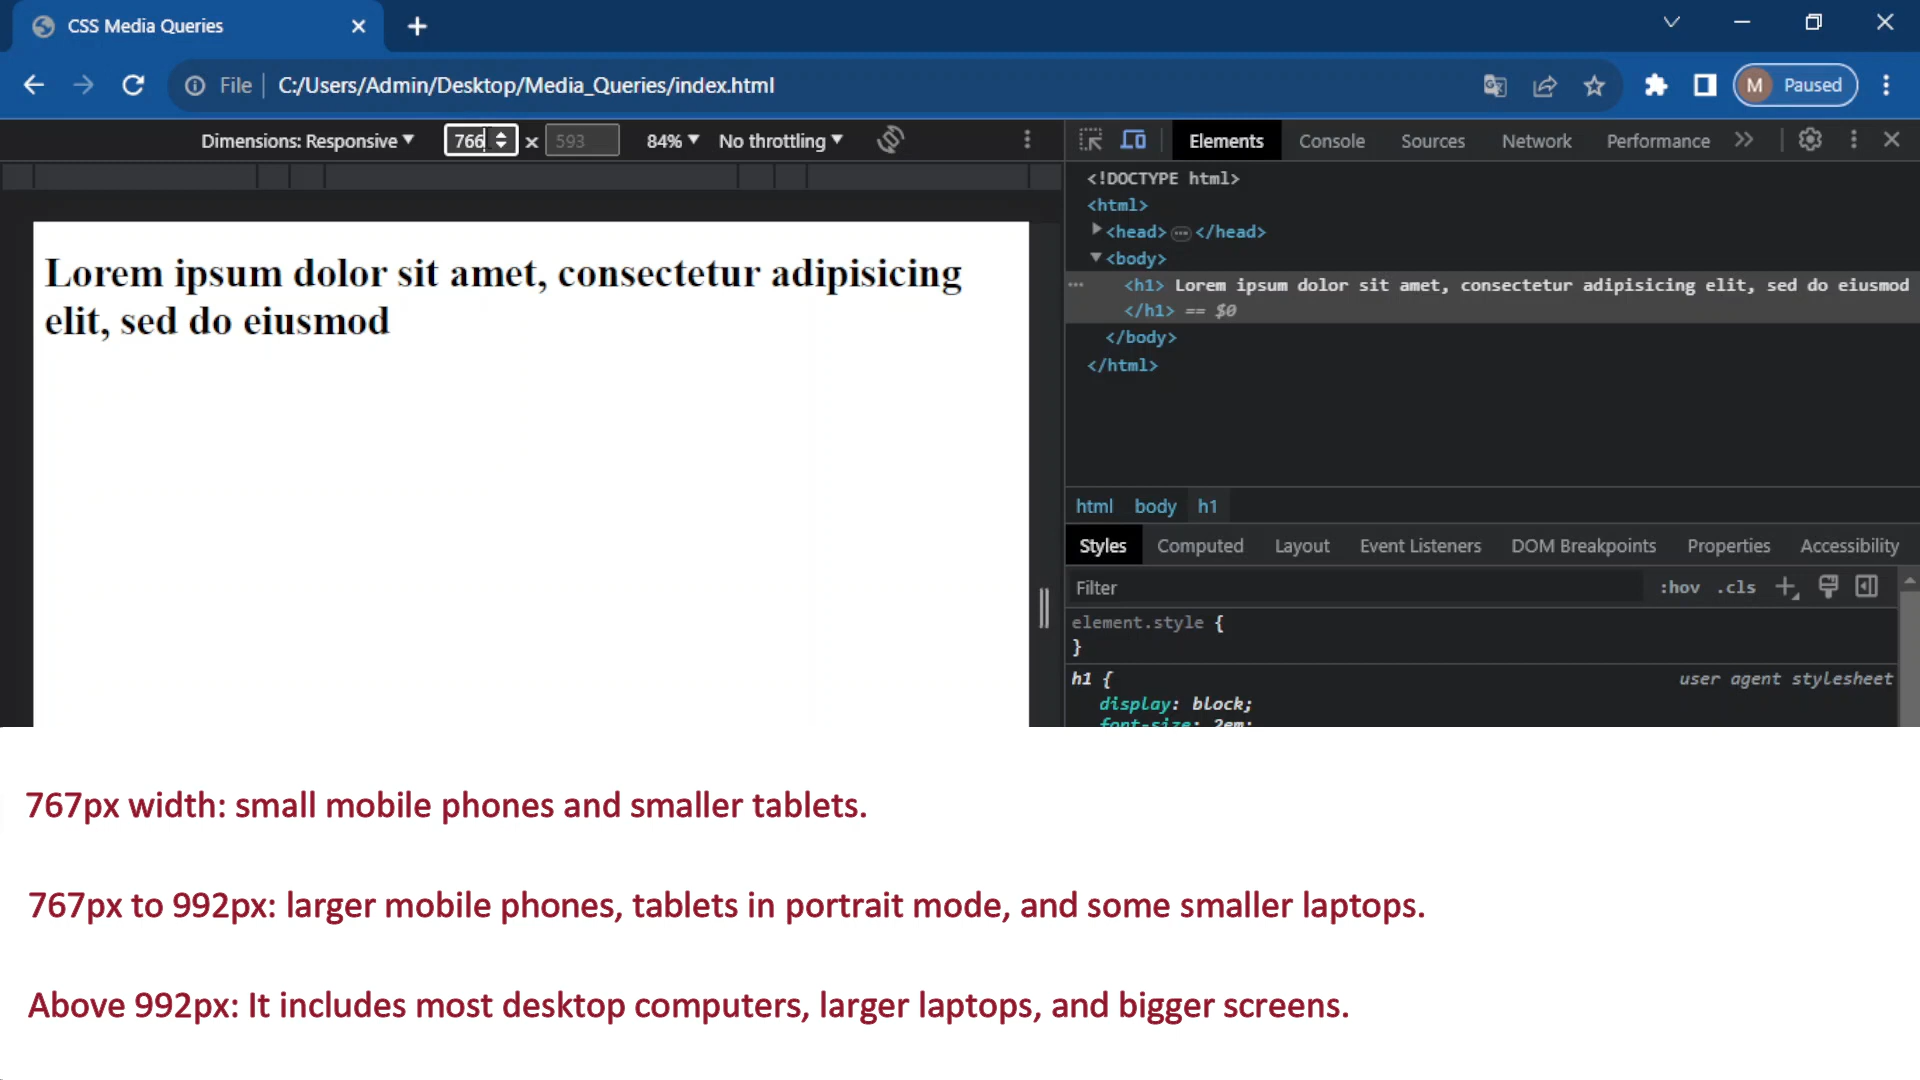 CSS Media Queries
File
C:/Users/Admin/Desktop/Media_Queries/index.html
M Paused
Dimensions: Responsive
766 x 593
84%
No throttling
Elements Console Sources Network Performance
<!DOCTYPE html>
<html>
<head> </head>
<body>
<h1> Lorem ipsum dolor sit amet, consectetur adipisicing elit, sed do eiusmod
</h1> == $0
</body>
</html>
Lorem ipsum dolor sit amet, consectetur adipisicing
elit, sed do eiusmod
html body h1
Styles Computed Layout Event Listeners DOM Breakpoints Properties Accessibility
Filter :hov .cls
element.style {
}
h1 { user agent stylesheet
display: block;
font-size: 2em;
767px width: small mobile phones and smaller tablets.
767px to 992px: larger mobile phones, tablets in portrait mode, and some smaller laptops.
Above 992px: It includes most desktop computers, larger laptops, and bigger screens.